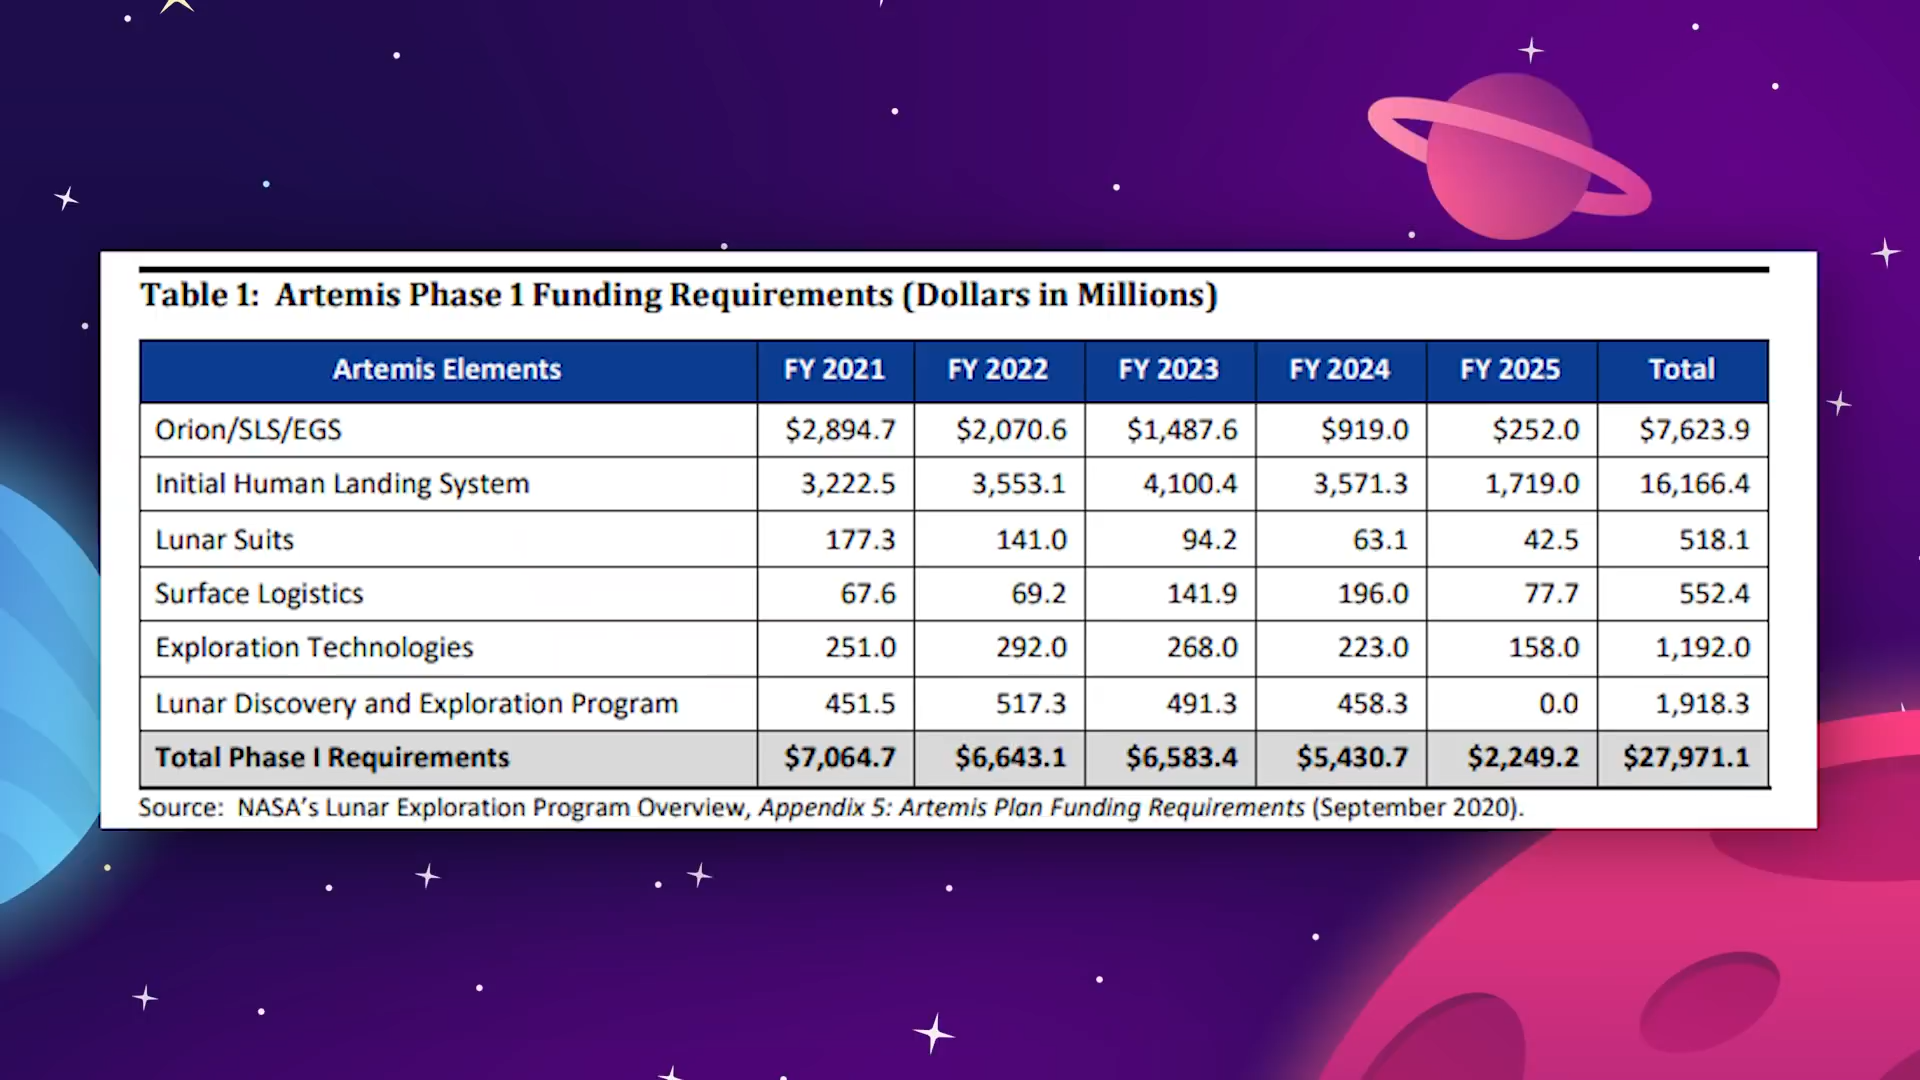 Table 1: Artemis Phase 1 Funding Requirements (Dollars in Millions)
Artemis Elements FY 2021 FY 2022 FY 2023 FY 2024 FY 2025 Total
Orion/SLS/EGS $2,894.7 $2,070.6 $1,487.6 $919.0 $252.0 $7,623.9
Initial Human Landing System 3,222.5 3,553.1 4,100.4 3,571.3 1,719.0 16,166.4
Lunar Suits 177.3 141.0 94.2 63.1 42.5 518.1
Surface Logistics 67.6 69.2 141.9 196.0 77.7 552.4
Exploration Technologies 251.0 292.0 268.0 223.0 158.0 1,192.0
Lunar Discovery and Exploration Program 451.5 517.3 491.3 458.3 0.0 1,918.3
Total Phase I Requirements $7,064.7 $6,643.1 $6,583.4 $5,430.7 $2,249.2 $27,971.1
Source: NASA's Lunar Exploration Program Overview, Appendix 5: Artemis Plan Funding Requirements (September 2020).